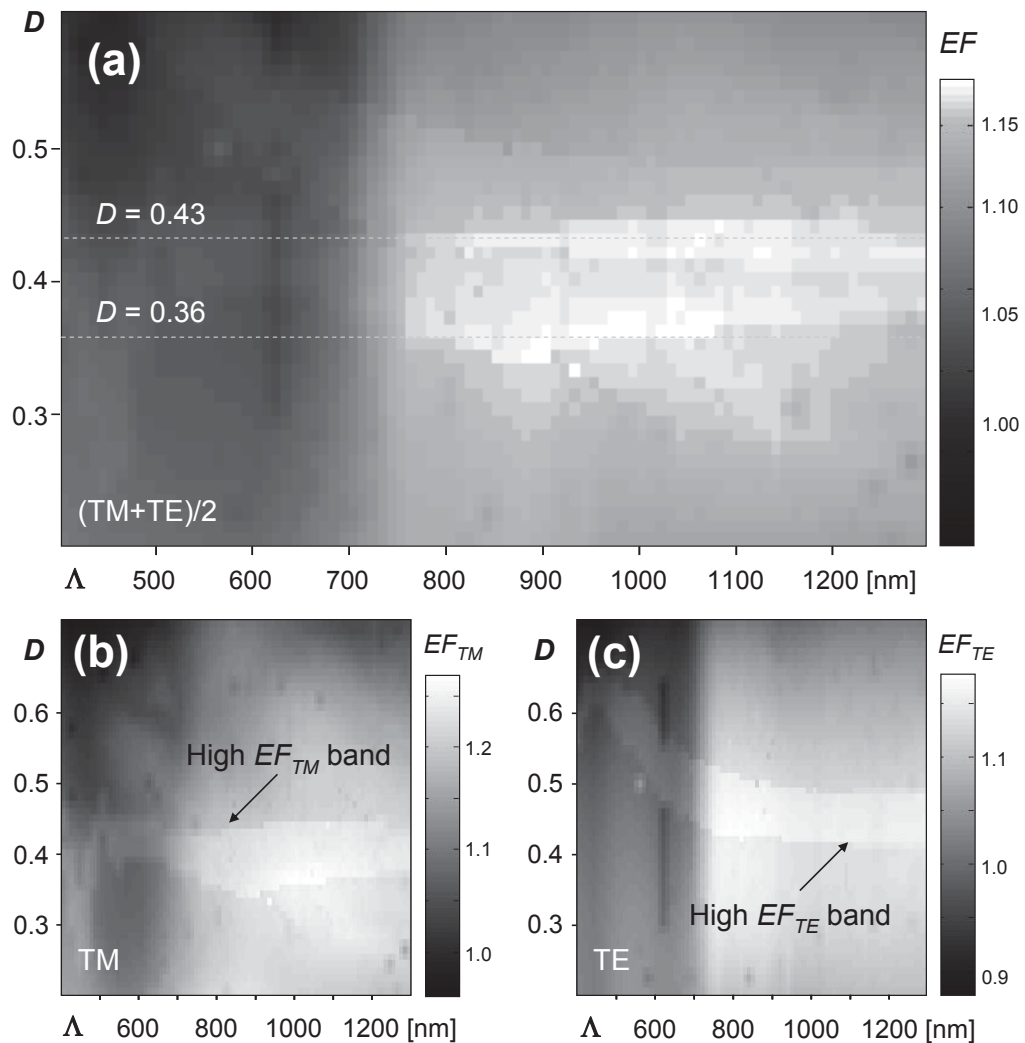 D
(a)
EF
1.15
0.5
1.10
D = 0.43
0.4
D = 0.36
1.05
0.3
1.00
(TM+TE)/2
Λ 500 600 700 800 900 1000 1100 1200 [nm]
D (b) EF_TM
0.6
1.2
High EF_TM band
0.5
1.1
0.4
0.3
TM
1.0
Λ 600 800 1000 1200 [nm]
D (c) EF_TE
0.6
1.1
0.5
1.0
0.4
High EF_TE band
0.3
TE
0.9
Λ 600 800 1000 1200 [nm]